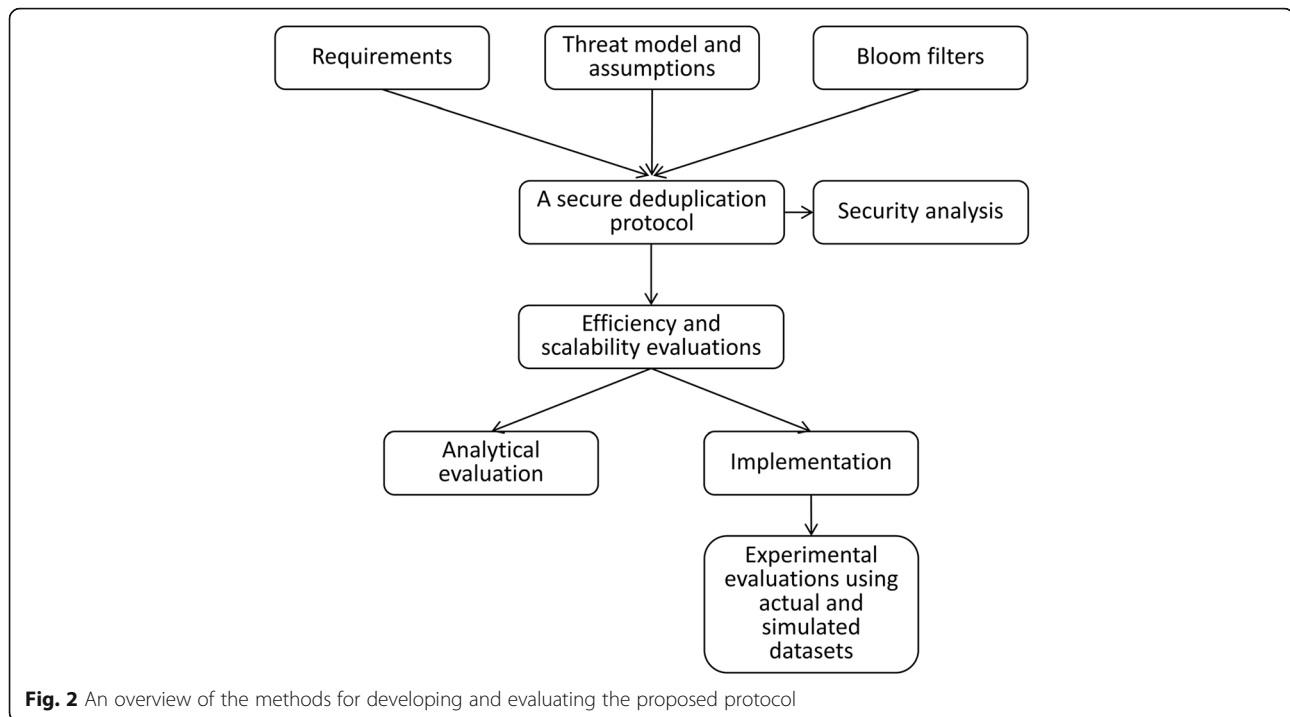 Requirements
Threat model and
assumptions
Bloom filters
A secure deduplication
protocol
Security analysis
Efficiency and
scalability evaluations
Analytical
evaluation
Implementation
Experimental
evaluations using
actual and
simulated
datasets
Fig. 2 An overview of the methods for developing and evaluating the proposed protocol